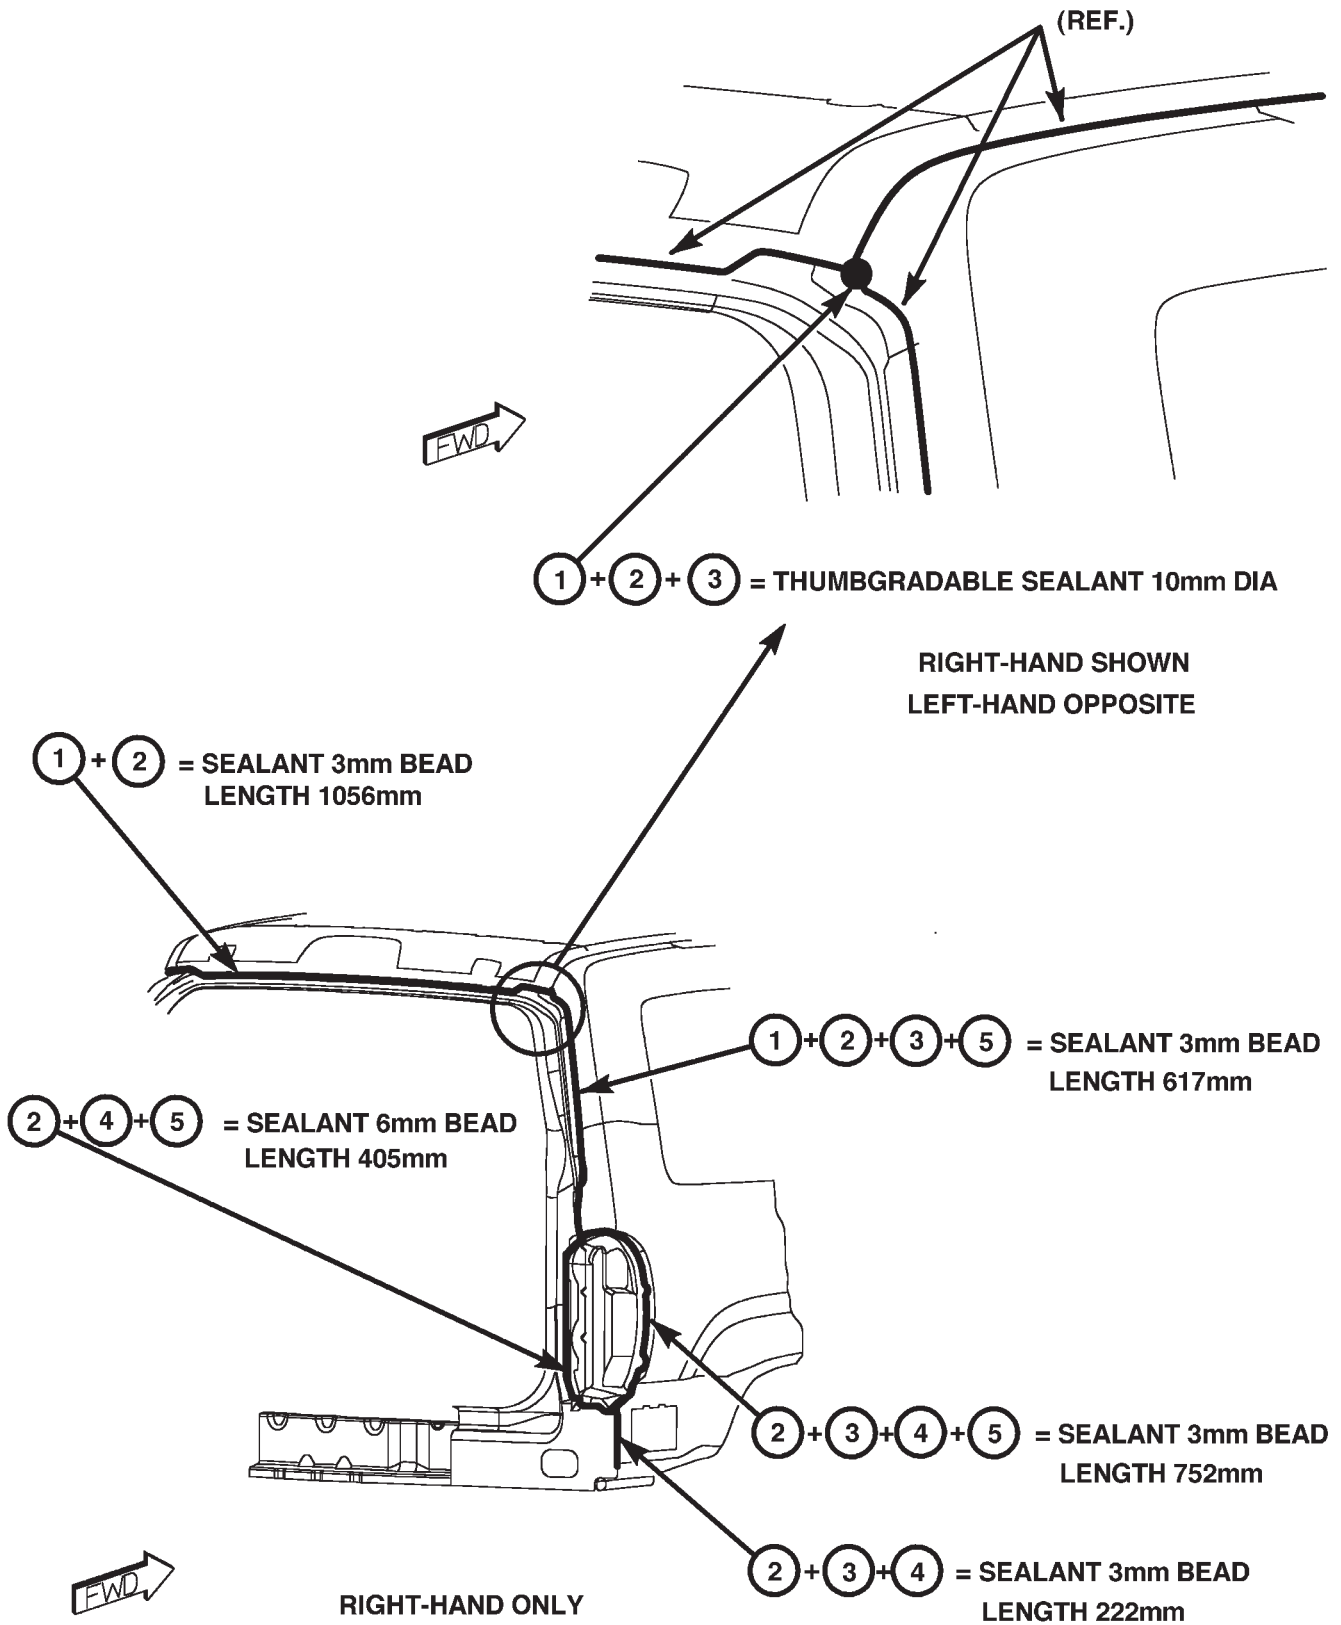 (REF.)
FWD
1 + 2 + 3 = THUMBGRADABLE SEALANT 10mm DIA
RIGHT-HAND SHOWN
LEFT-HAND OPPOSITE
1 + 2 = SEALANT 3mm BEAD
LENGTH 1056mm
1 + 2 + 3 + 5 = SEALANT 3mm BEAD
LENGTH 617mm
2 + 4 + 5 = SEALANT 6mm BEAD
LENGTH 405mm
2 + 3 + 4 + 5 = SEALANT 3mm BEAD
LENGTH 752mm
2 + 3 + 4 = SEALANT 3mm BEAD
LENGTH 222mm
FWD
RIGHT-HAND ONLY